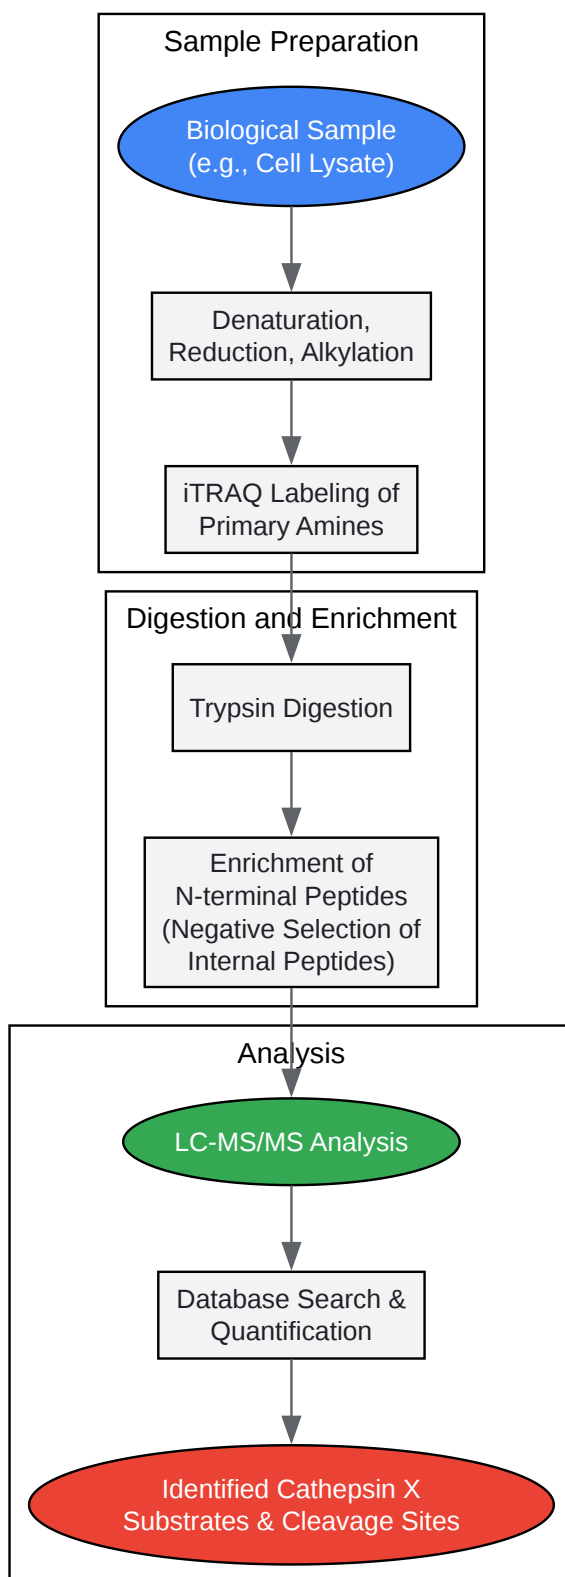 Sample Preparation
Biological Sample
(e.g., Cell Lysate)
Denaturation,
Reduction, Alkylation
iTRAQ Labeling of
Primary Amines
Digestion and Enrichment
Trypsin Digestion
Enrichment of
N-terminal Peptides
(Negative Selection of
Internal Peptides)
Analysis
LC-MS/MS Analysis
Database Search &
Quantification
Identified Cathepsin X
Substrates & Cleavage Sites